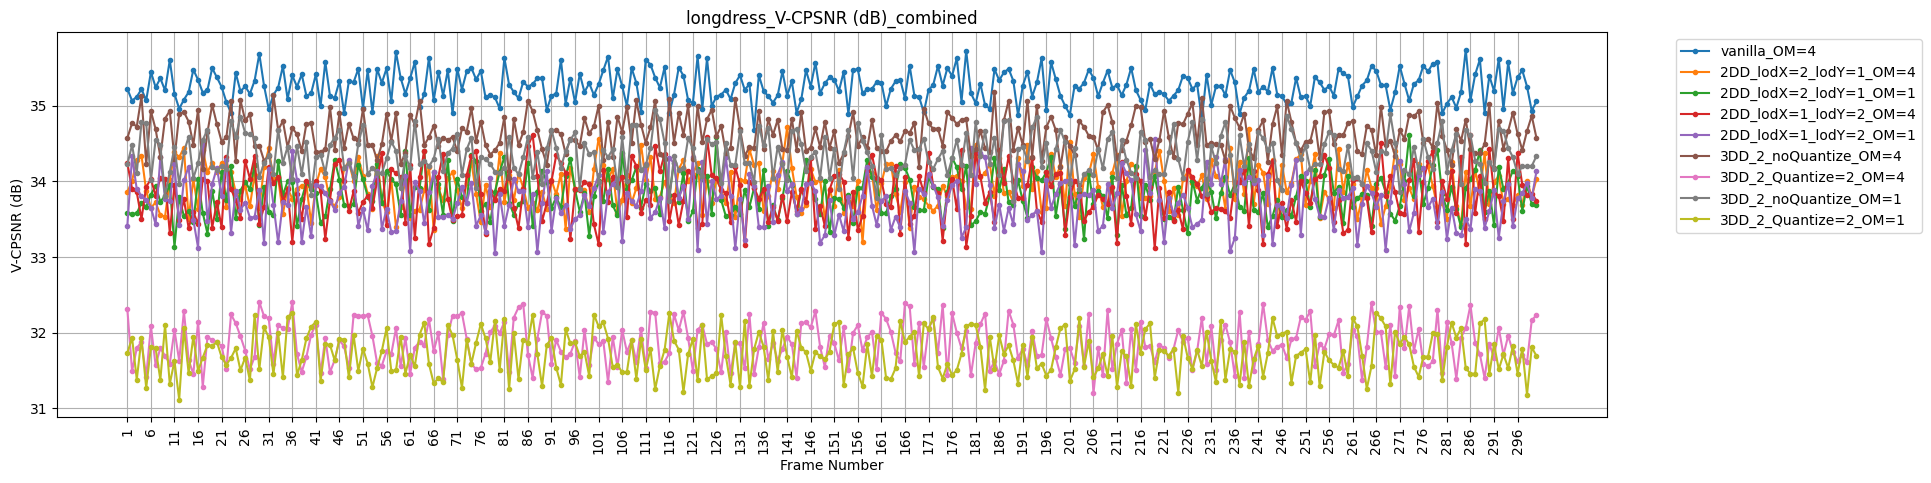 longdress_V-CPSNR (dB)_combined
V-CPSNR (dB)
35
34
33
32
31
1 6 11 16 21 26 31 36 41 46 51 56 61 66 71 76 81 86 91 96 101 106 111 116 121 126 131 136 141 146 151 156 161 166 171 176 181 186 191 196 201 206 211 216 221 226 231 236 241 246 251 256 261 266 271 276 281 286 291 296
Frame Number
vanilla_OM=4
2DD_lodX=2_lodY=1_OM=4
2DD_lodX=2_lodY=1_OM=1
2DD_lodX=1_lodY=2_OM=4
2DD_lodX=1_lodY=2_OM=1
3DD_2_noQuantize_OM=4
3DD_2_Quantize=2_OM=4
3DD_2_noQuantize_OM=1
3DD_2_Quantize=2_OM=1